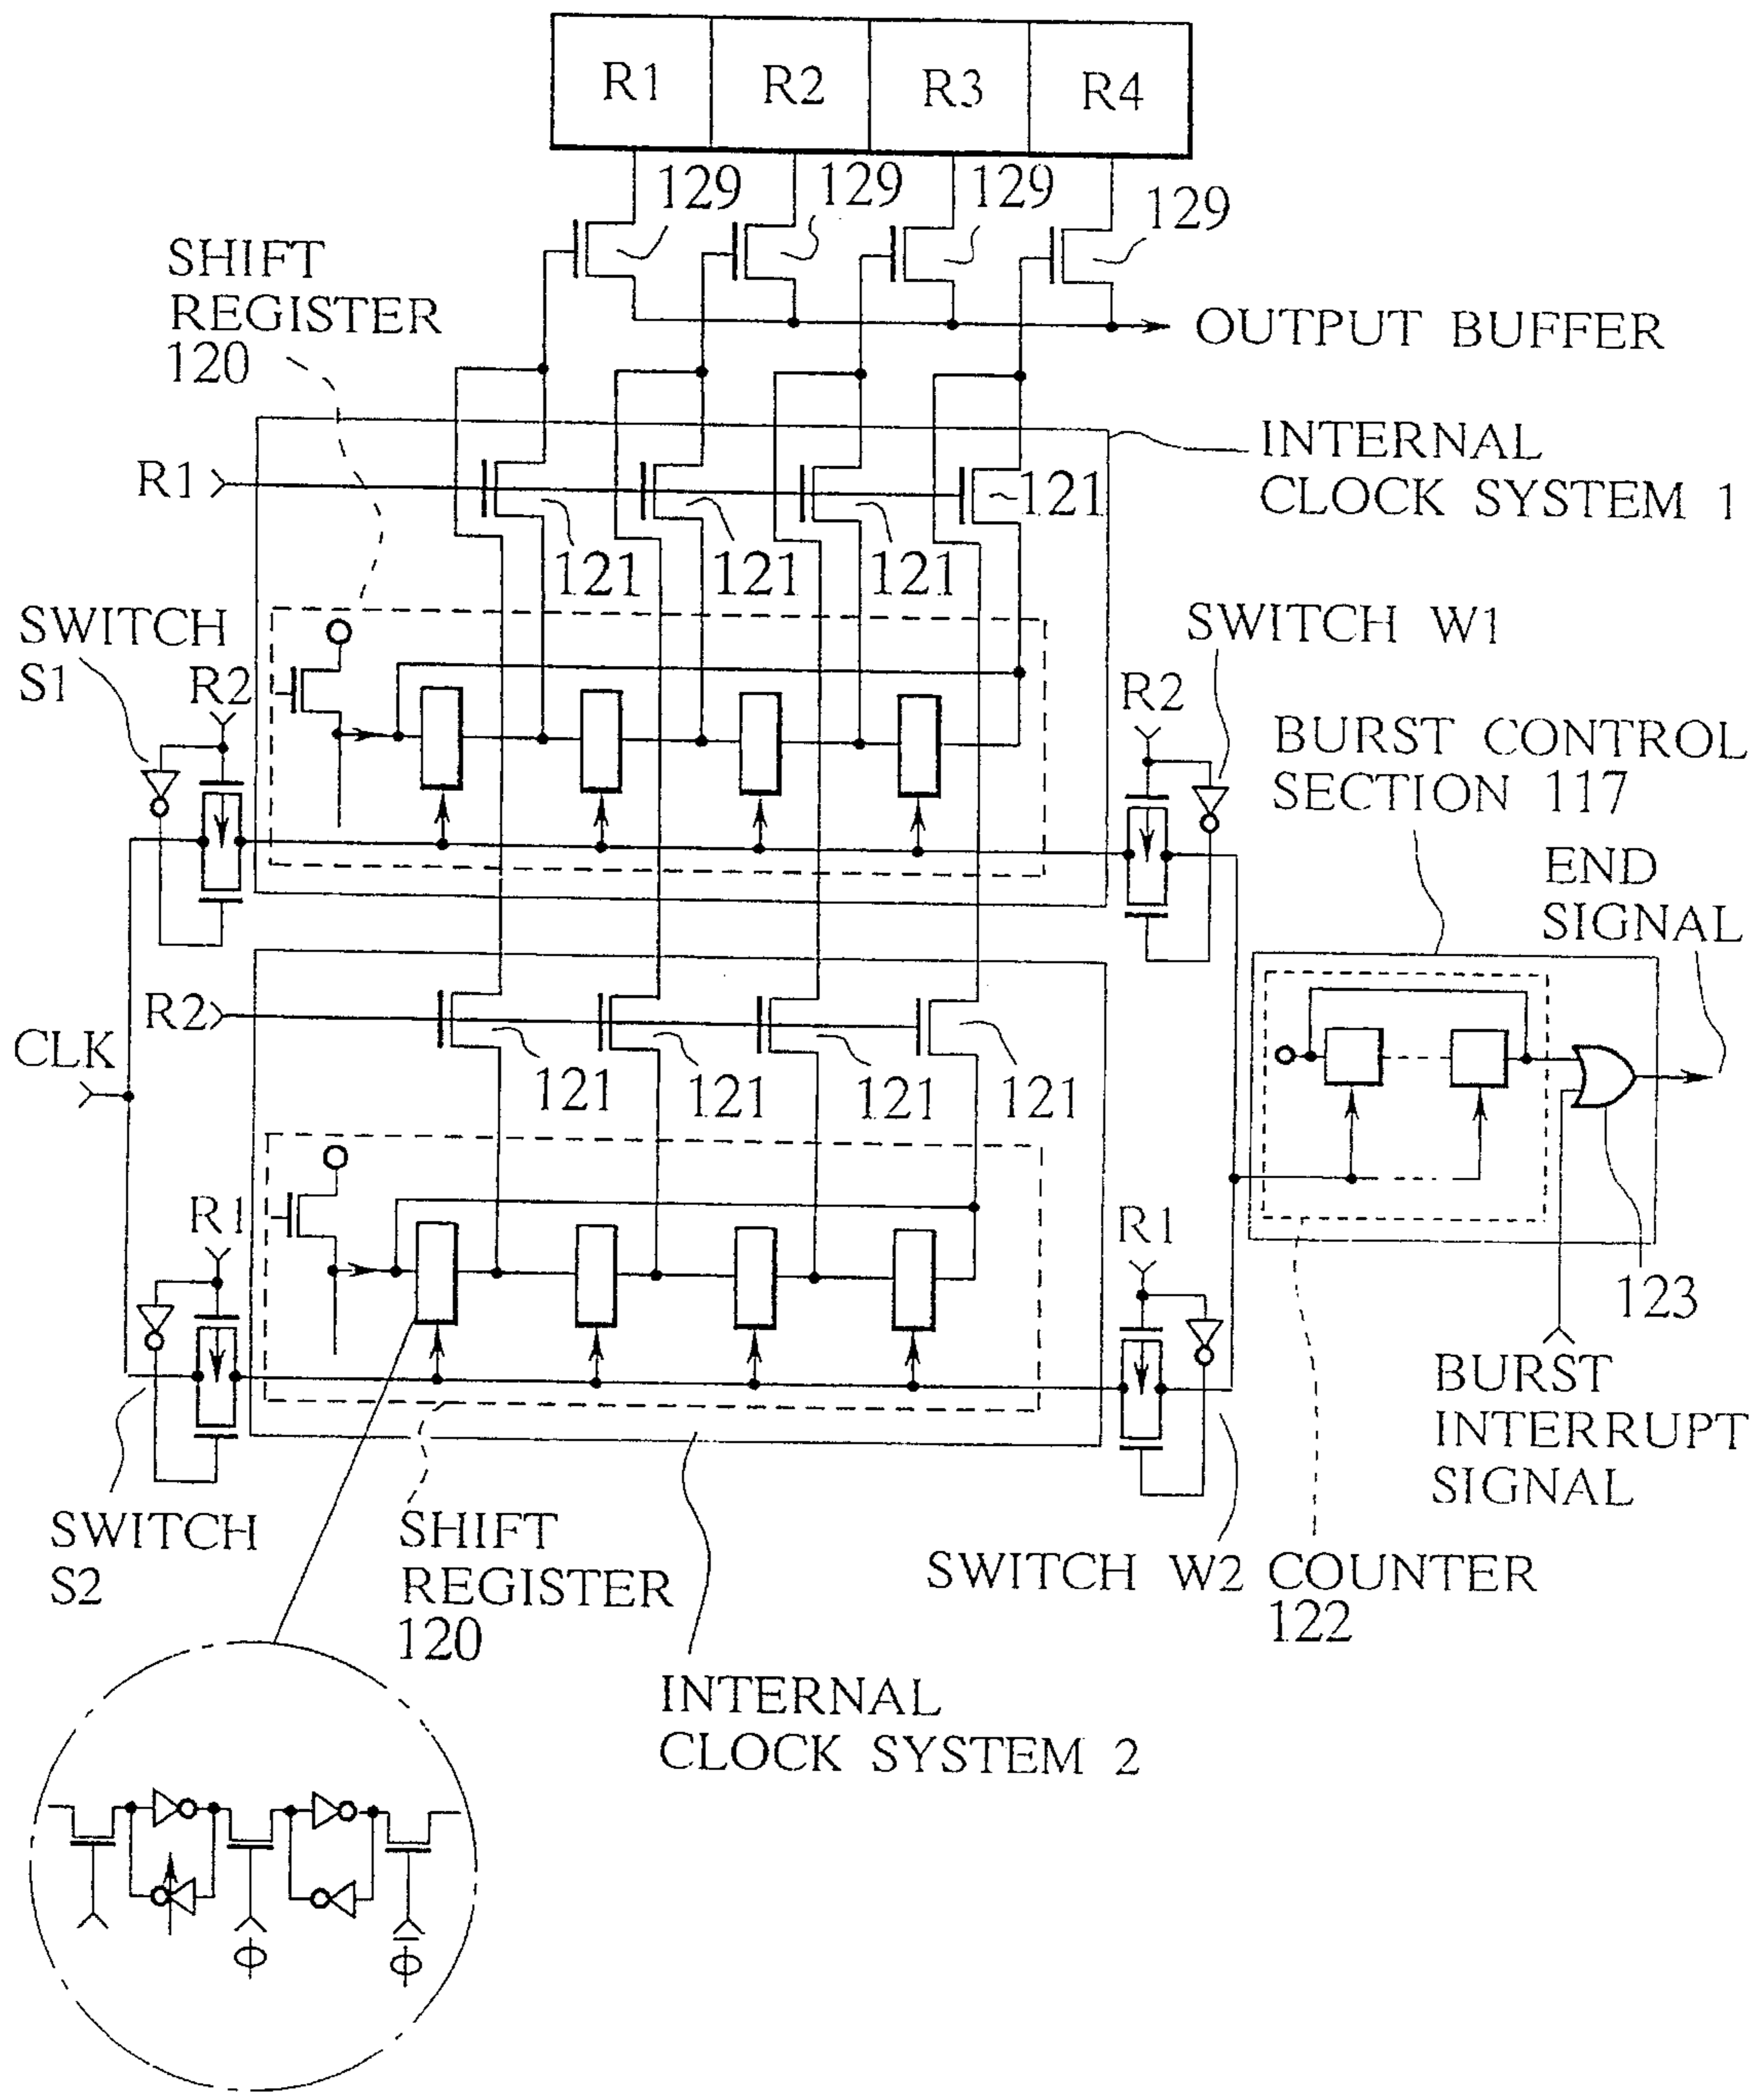 R1 R2 R3 R4
129 129 129 129
SHIFT
REGISTER
120
OUTPUT BUFFER
INTERNAL
CLOCK SYSTEM 1
R1
121 121 121 121
SWITCH
S1
R2
SWITCH W1
R2
BURST CONTROL
SECTION 117
END
SIGNAL
R2
CLK
121 121 121 121
R1
R1
123
BURST
INTERRUPT
SIGNAL
SWITCH
S2
SHIFT
REGISTER
120
SWITCH W2
COUNTER
122
INTERNAL
CLOCK SYSTEM 2
Φ Φ̅